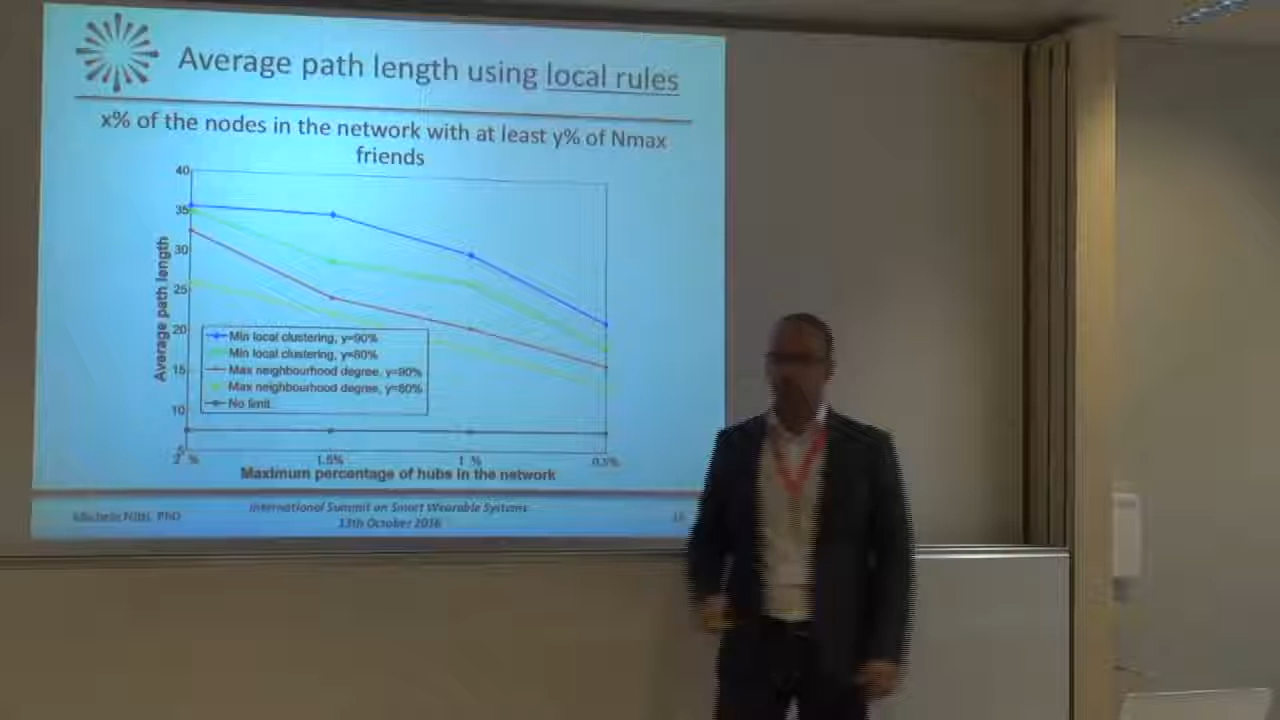 Average path length using local rules
x% of the nodes in the network with at least y% of Nmax
friends
40
35
30
25
20
15
10
Average path length
Min local clustering, y=90%
Min local clustering, y=80%
Max neighbourhood degree, y=90%
Max neighbourhood degree, y=80%
No limit
1.5%
1 %
0.5%
Maximum percentage of hubs in the network
Michele Nitti, PhD
International Summit on Smart Wearable Systems
13th October 2016